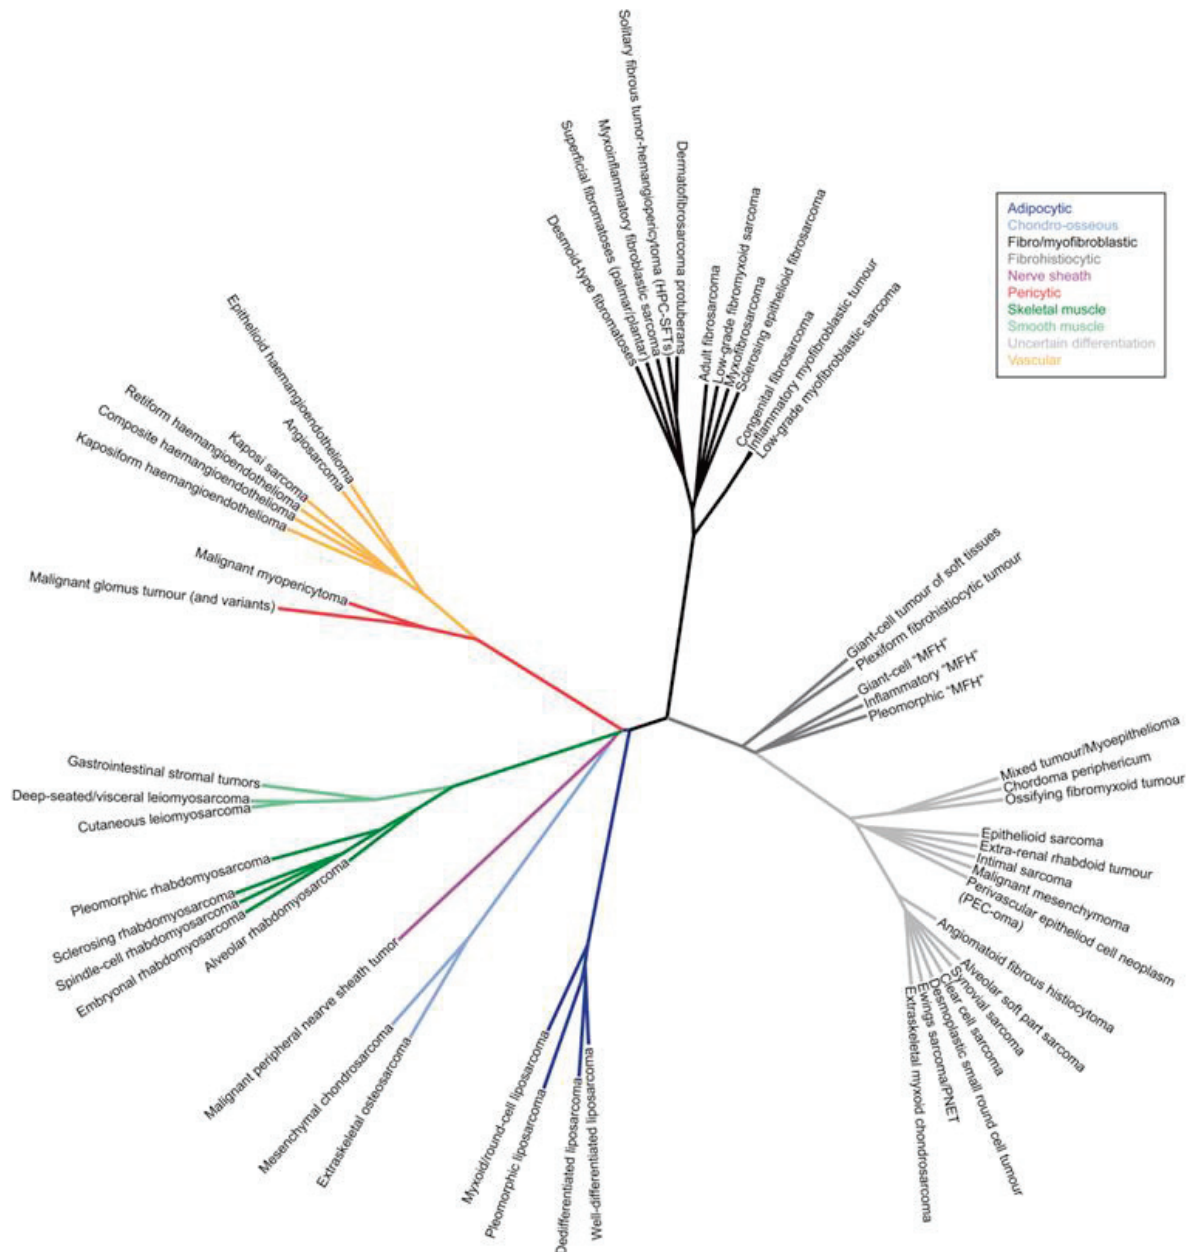 Solitary fibrous tumor-hemangiopericytoma (HPC-SFTs)
Dermatofibrosarcoma protuberans
Myxoinflammatory fibroblastic sarcoma
Superficial fibromatoses (palmar/plantar)
Desmoid-type fibromatoses
Adult fibrosarcoma
Low-grade fibromyxoid sarcoma
Myxofibrosarcoma
Sclerosing epithelioid fibrosarcoma
Congenital fibrosarcoma
Inflammatory myofibroblastic tumour
Low-grade myofibroblastic sarcoma
Adipocytic
Chondro-osseous
Fibro/myofibroblastic
Fibrohistiocytic
Nerve sheath
Pericytic
Skeletal muscle
Smooth muscle
Uncertain differentiation
Vascular
Epithelioid haemangioendothelioma
Angiosarcoma
Kaposi sarcoma
Retiform haemangioendothelioma
Composite haemangioendothelioma
Kaposiform haemangioendothelioma
Malignant myopericytoma
Malignant glomus tumour (and variants)
Giant-cell tumour of soft tissues
Plexiform fibrohistiocytic tumour
Giant-cell “MFH”
Inflammatory “MFH”
Pleomorphic “MFH”
Mixed tumour/Myoepithelioma
Chordoma periphericum
Ossifying fibromyxoid tumour
Epithelioid sarcoma
Extra-renal rhabdoid tumour
Intimal sarcoma
Malignant mesenchymoma
Perivascular epitheliod cell neoplasm
(PEC-oma)
Angiomatoid fibrous histiocytoma
Alveolar soft part sarcoma
Synovial sarcoma
Clear cell sarcoma
Desmoplastic small round cell tumour
Ewings sarcoma/PNET
Extraskeletal myxoid chondrosarcoma
Gastrointestinal stromal tumors
Deep-seated/visceral leiomyosarcoma
Cutaneous leiomyosarcoma
Pleomorphic rhabdomyosarcoma
Sclerosing rhabdomyosarcoma
Spindle-cell rhabdomyosarcoma
Embryonal rhabdomyosarcoma
Alveolar rhabdomyosarcoma
Malignant peripheral nerve sheath tumor
Mesenchymal chondrosarcoma
Extraskeletal osteosarcoma
Myxoid/round-cell liposarcoma
Pleomorphic liposarcoma
Dedifferentiated liposarcoma
Well-differentiated liposarcoma